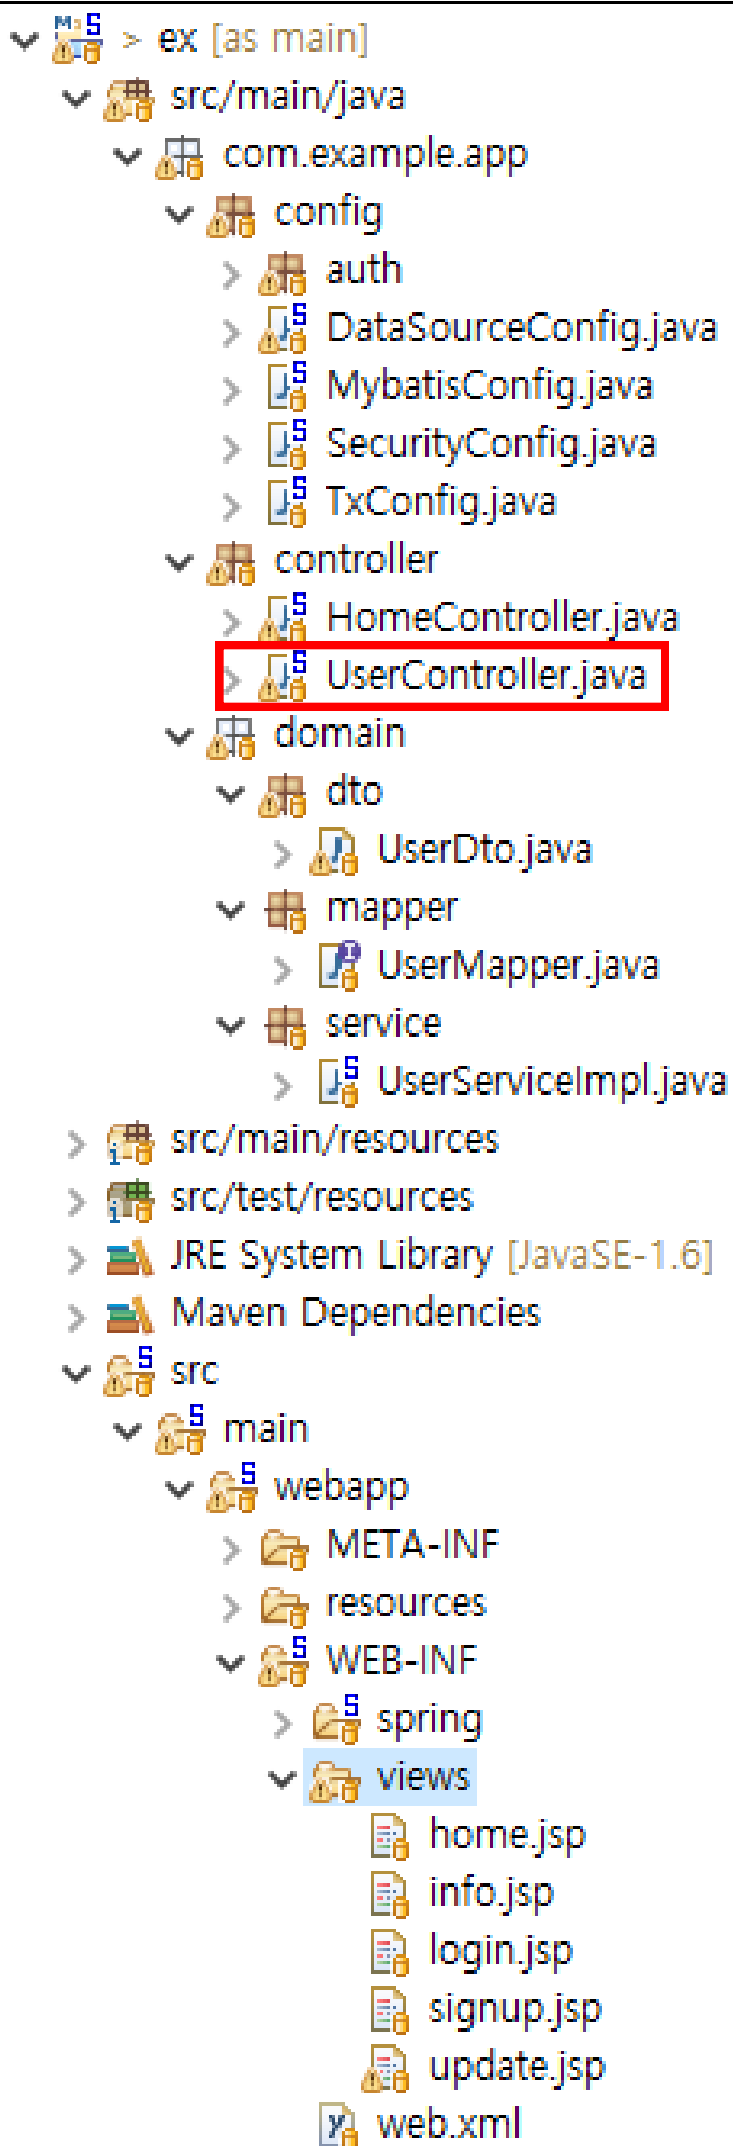 > ex [as main]
src/main/java
com.example.app
config
auth
DataSourceConfig.java
MybatisConfig.java
SecurityConfig.java
TxConfig.java
controller
HomeController.java
UserController.java
domain
dto
UserDto.java
mapper
UserMapper.java
service
UserServiceImpl.java
src/main/resources
src/test/resources
JRE System Library [JavaSE-1.6]
Maven Dependencies
src
main
webapp
META-INF
resources
WEB-INF
spring
views
home.jsp
info.jsp
login.jsp
signup.jsp
update.jsp
web.xml